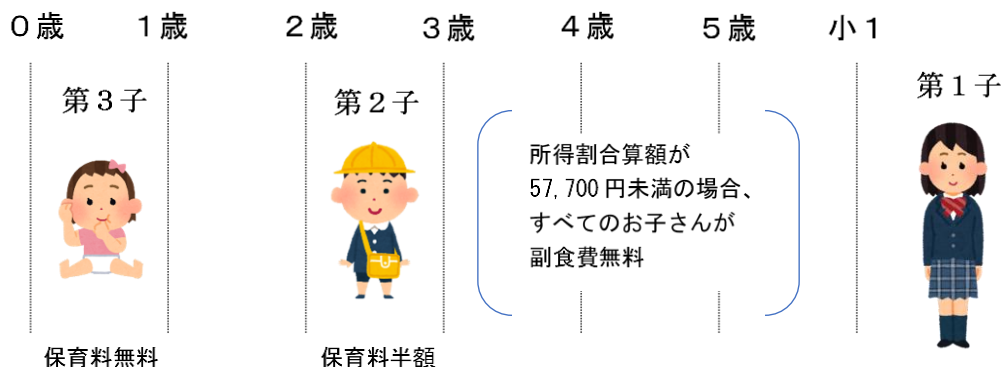 ０歳 １歳 ２歳 ３歳 ４歳 ５歳 小１
第３子
第２子
第１子
所得割合算額が
57,700円未満の場合、
すべてのお子さんが
副食費無料
保育料無料
保育料半額